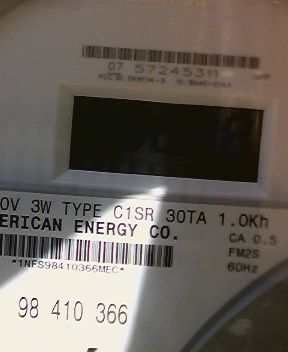 07 57245311
0V 3W TYPE C1SR 30TA 1.0Kh
ERICAN ENERGY CO.
CA 0.5
FM2S
60Hz
*1NFS98410366MEC*
98 410 366